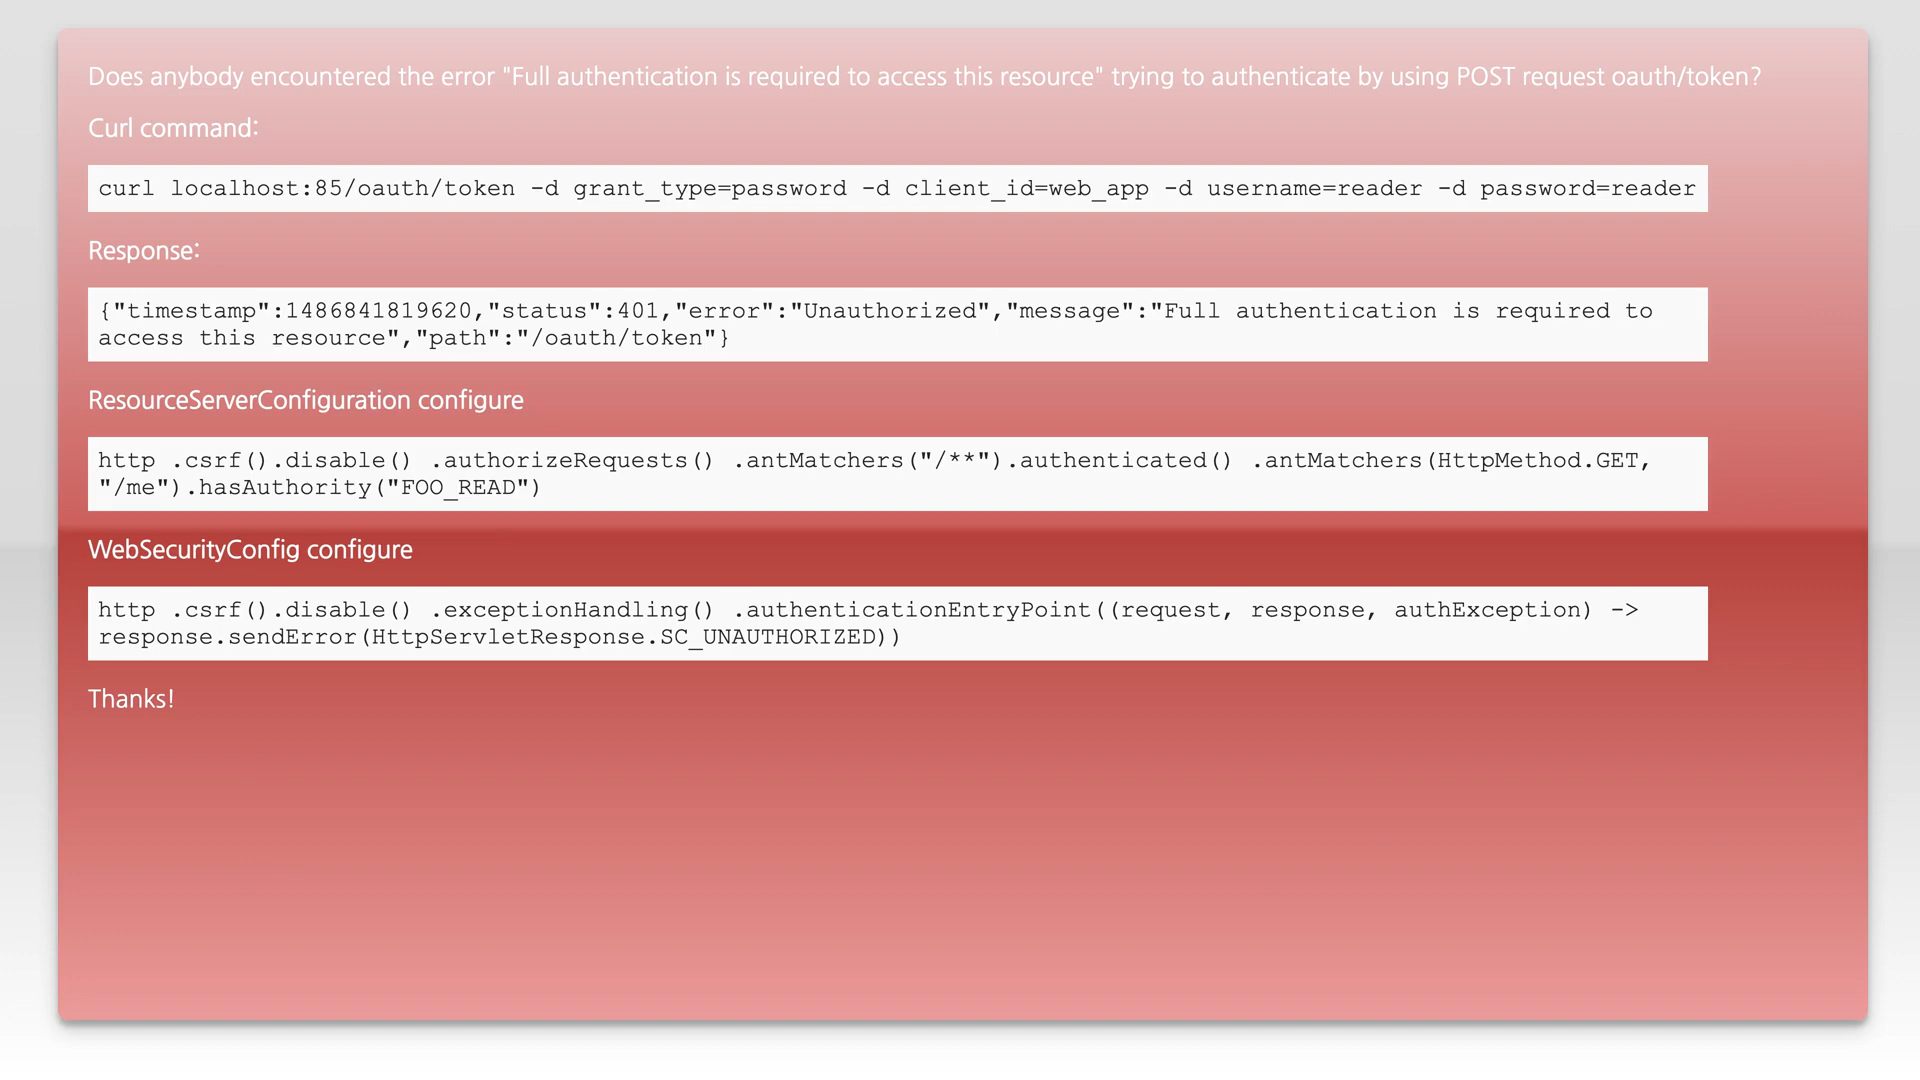 Does anybody encountered the error "Full authentication is required to access this resource" trying to authenticate by using POST request oauth/token?
Curl command:
curl localhost:85/oauth/token -d grant_type=password -d client_id=web_app -d username=reader -d password=reader
Response:
{"timestamp":1486841819620,"status":401,"error":"Unauthorized","message":"Full authentication is required to
access this resource","path":"/oauth/token"}
ResourceServerConfiguration configure
http .csrf().disable() .authorizeRequests() .antMatchers("/**").authenticated() .antMatchers(HttpMethod.GET,
"/me").hasAuthority("FOO_READ")
WebSecurityConfig configure
http .csrf().disable() .exceptionHandling() .authenticationEntryPoint((request, response, authException) ->
response.sendError(HttpServletResponse.SC_UNAUTHORIZED))
Thanks!